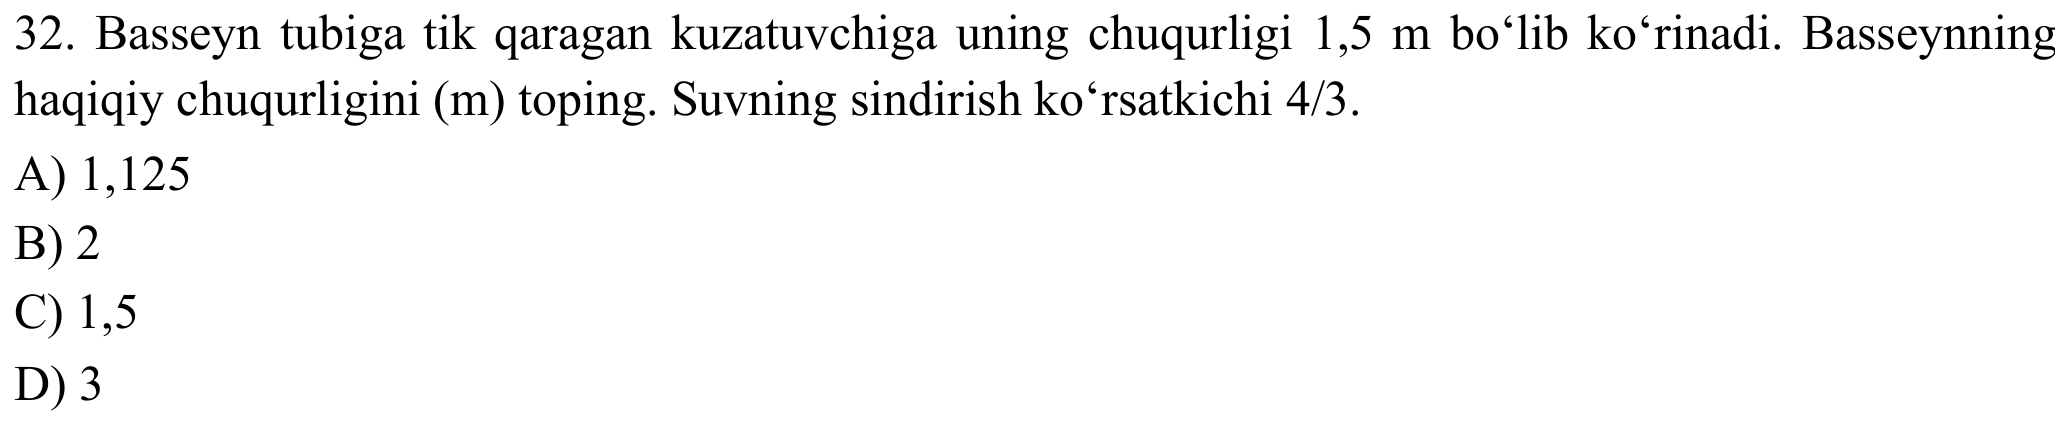 32. Basseyn tubiga tik qaragan kuzatuvchiga uning chuqurligi 1,5 m bo‘lib ko‘rinadi. Basseynning
haqiqiy chuqurligini (m) toping. Suvning sindirish ko‘rsatkichi 4/3.
A) 1,125
B) 2
C) 1,5
D) 3